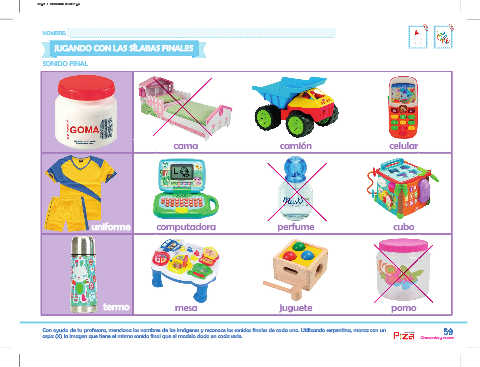 NOMBRE:
JUGANDO CON LAS SÍLABAS FINALES
SONIDO FINAL
GOMA
cama
camión
celular
uniforme
computadora
perfume
cubo
termo
mesa
juguete
pomo
Con ayuda de tu profesora, menciona los nombres de las imágenes y reconoce los sonidos finales de cada una. Utilizando serpentina, marca con un
aspa (X) la imagen que tiene el mismo sonido final que el modelo dado en cada serie.
59